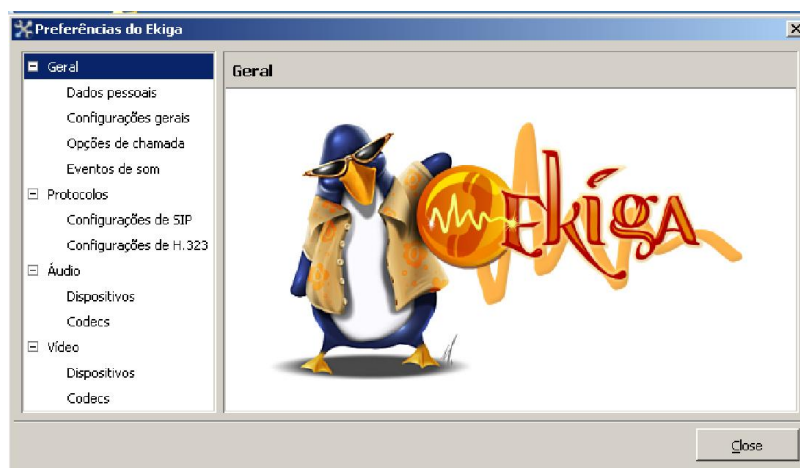 Preferências do Ekiga
Geral
Dados pessoais
Configurações gerais
Opções de chamada
Eventos de som
Protocolos
Configurações de SIP
Configurações de H.323
Áudio
Dispositivos
Codecs
Vídeo
Dispositivos
Codecs
Geral
Ekiga
Close